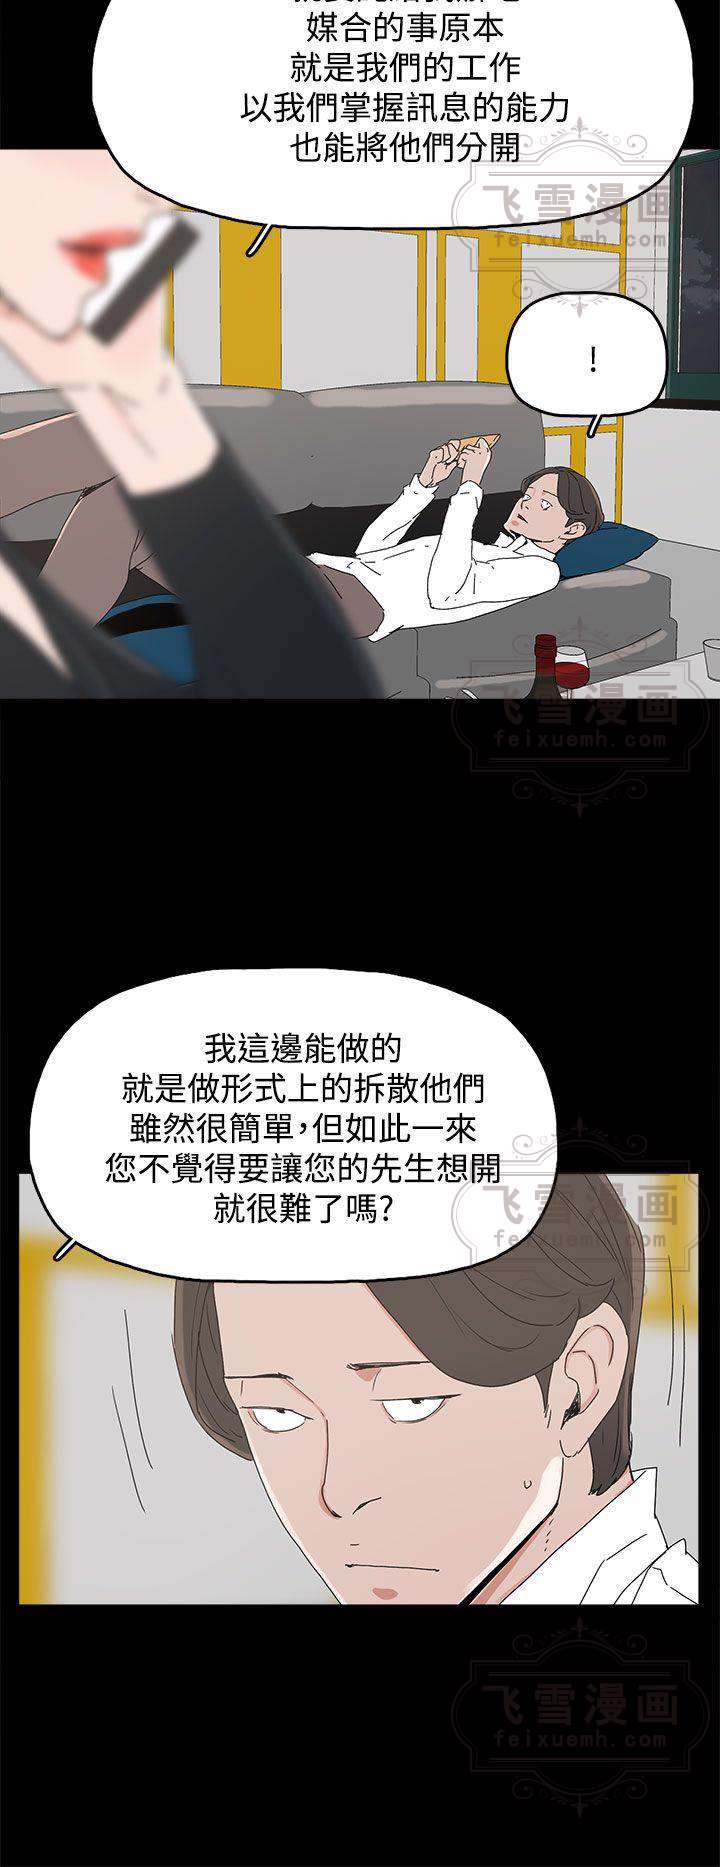 媒合的事原本
就是我們的工作
以我們掌握訊息的能力
也能將他們分開
飞雪漫画
feixuemh.com
!
飞雪漫画
feixuemh.com
我這邊能做的
就是做形式上的拆散他們
雖然很簡單，但如此一來
您不覺得要讓您的先生想開
就很難了嗎?
飞雪漫画
feixuemh.com
飞雪漫画
feixuemh.com